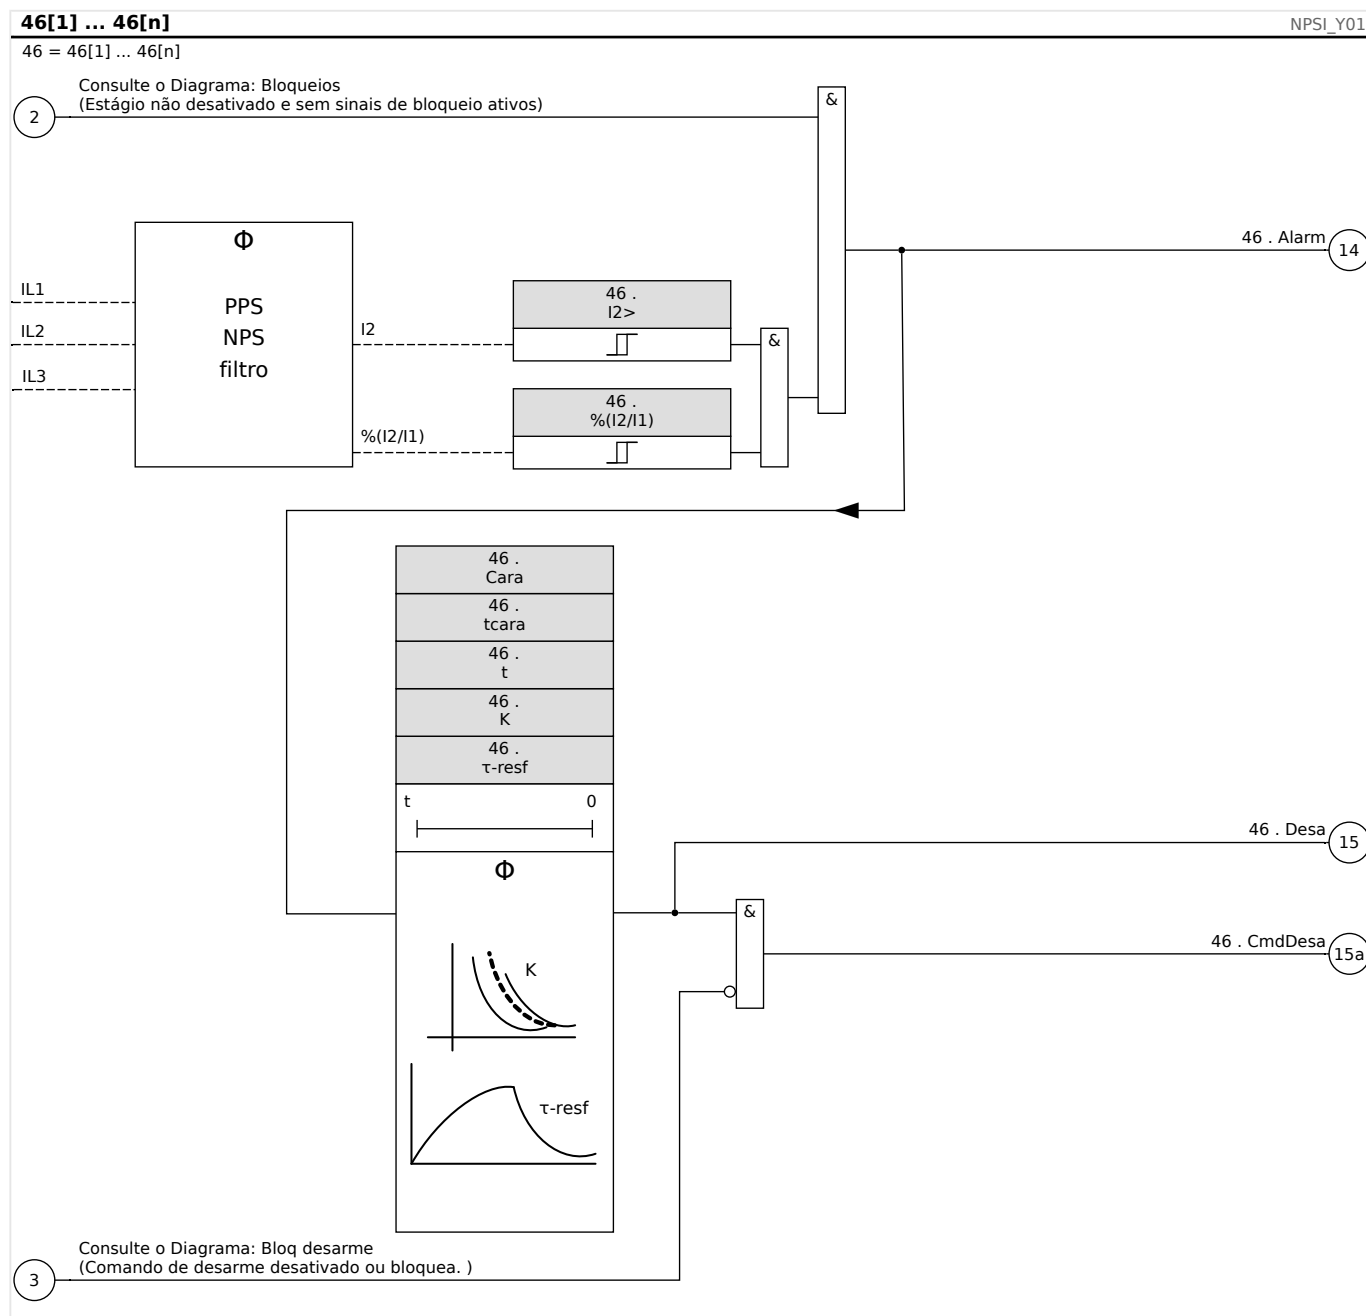 46[1] ... 46[n]
NPSI_Y01
46 = 46[1] ... 46[n]
Consulte o Diagrama: Bloqueios
(Estágio não desativado e sem sinais de bloqueio ativos)
2
&
Φ
PPS
NPS
filtro
IL1
IL2
IL3
I2
%(I2/I1)
46 .
I2>
46 .
%(I2/I1)
&
46 . Alarm
14
46 .
Cara
46 .
tcara
46 .
t
46 .
K
46 .
τ-resf
t 0
Φ
K
τ-resf
46 . Desa
15
&
46 . CmdDesa
15a
Consulte o Diagrama: Bloq desarme
(Comando de desarme desativado ou bloquea. )
3